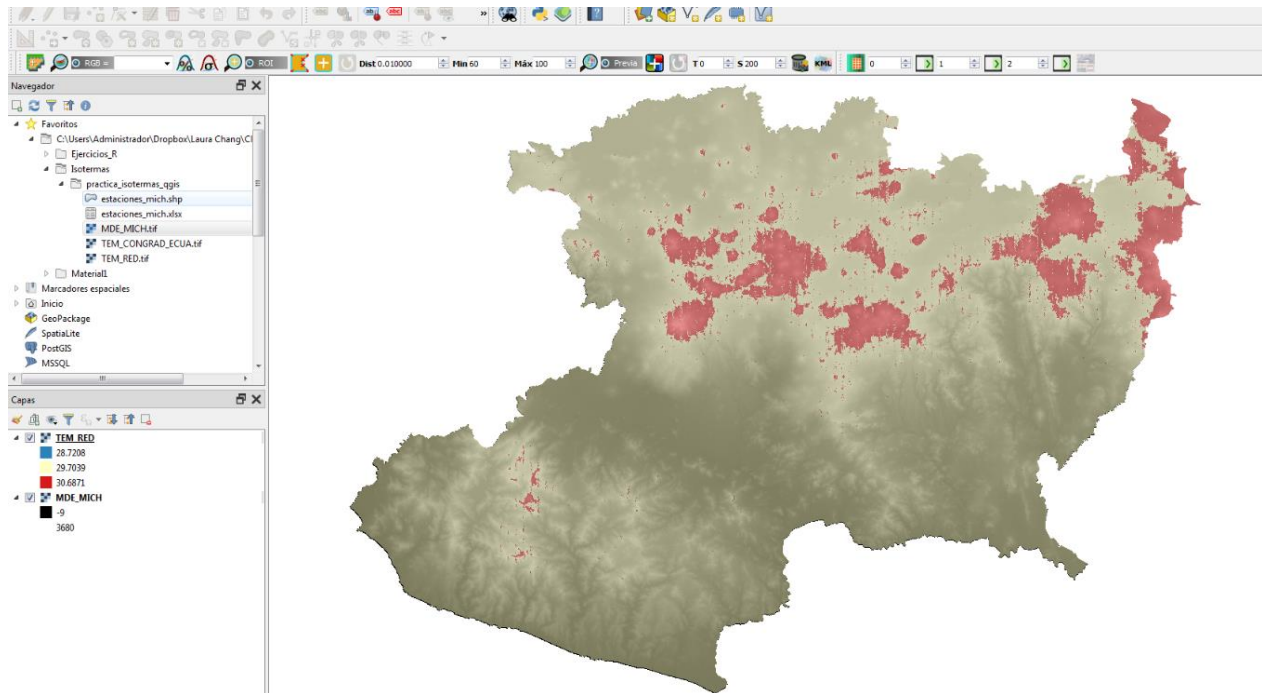 RGB = ROI Dist 0.010000 Min 60 Máx 100 Previa T 0 S 200 KML 0 1 2
Navegador
Favoritos
C:\Users\Administrador\Dropbox\Laura Chang\Cl
Ejercicios_R
Isotermas
practica_isotermas_qgis
estaciones_mich.shp
estaciones_mich.xlsx
MDE_MICH.tif
TEM_CONGRAD_ECUA.tif
TEM_RED.tif
Material1
Marcadores espaciales
Inicio
GeoPackage
SpatiaLite
PostGIS
MSSQL
Capas
TEM_RED
28.7208
29.7039
30.6871
MDE_MICH
-9
3680